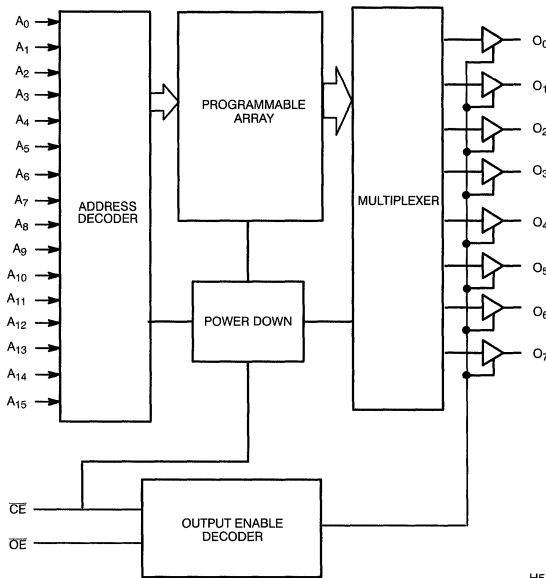 A0
A1
A2
A3
A4
A5
A6
A7
A8
A9
A10
A11
A12
A13
A14
A15
ADDRESS
DECODER
PROGRAMMABLE
ARRAY
POWER DOWN
MULTIPLEXER
O0
O1
O2
O3
O4
O5
O6
O7
CE
OE
OUTPUT ENABLE
DECODER